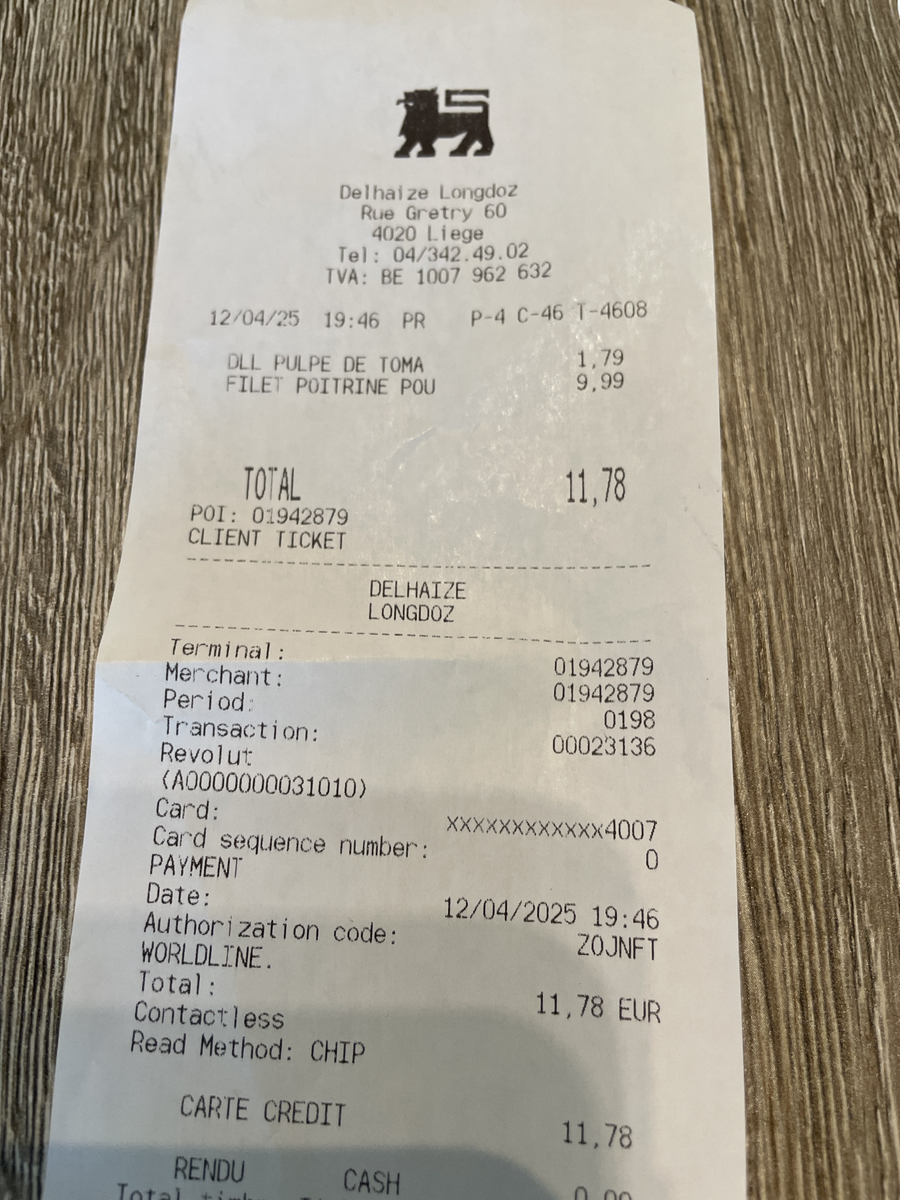 Delhaize Longdoz
Rue Gretry 60
4020 Liege
Tel: 04/342.49.02
TVA: BE 1007 962 632
12/04/25 19:46 PR P-4 C-46 T-4608
DLL PULPE DE TOMA 1,79
FILET POITRINE POU 9,99
TOTAL 11,78
POI: 01942879
CLIENT TICKET
DELHAIZE
LONGDOZ
Terminal: 01942879
Merchant: 01942879
Period: 0198
Transaction: 00023136
Revolut
(A0000000031010)
Card: xxxxxxxxxxxx4007
Card sequence number: 0
PAYMENT
Date: 12/04/2025 19:46
Authorization code: ZOJNFT
WORLDLINE.
Total: 11,78 EUR
Contactless
Read Method: CHIP
CARTE CREDIT 11,78
RENDU CASH 0,00
Total